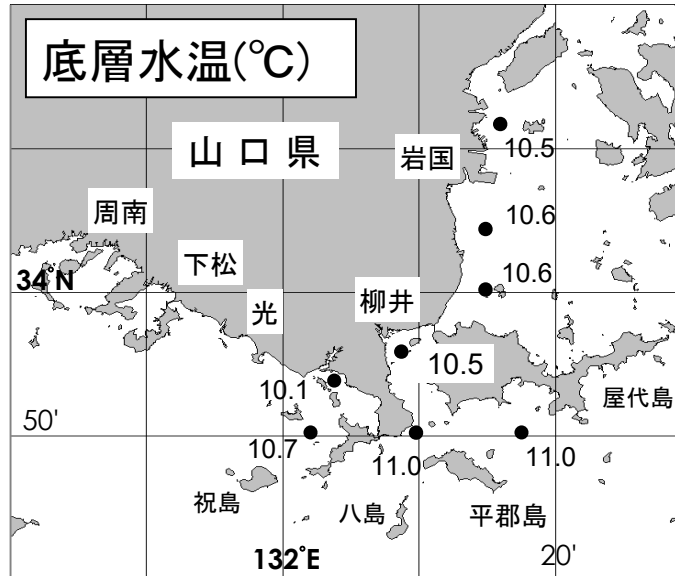 底層水温(℃)
山口県
岩国
10.5
周南
10.6
下松
34°N
10.6
光
柳井
10.5
10.1
屋代島
50'
10.7
11.0
11.0
祝島
八島
平郡島
132°E
20'